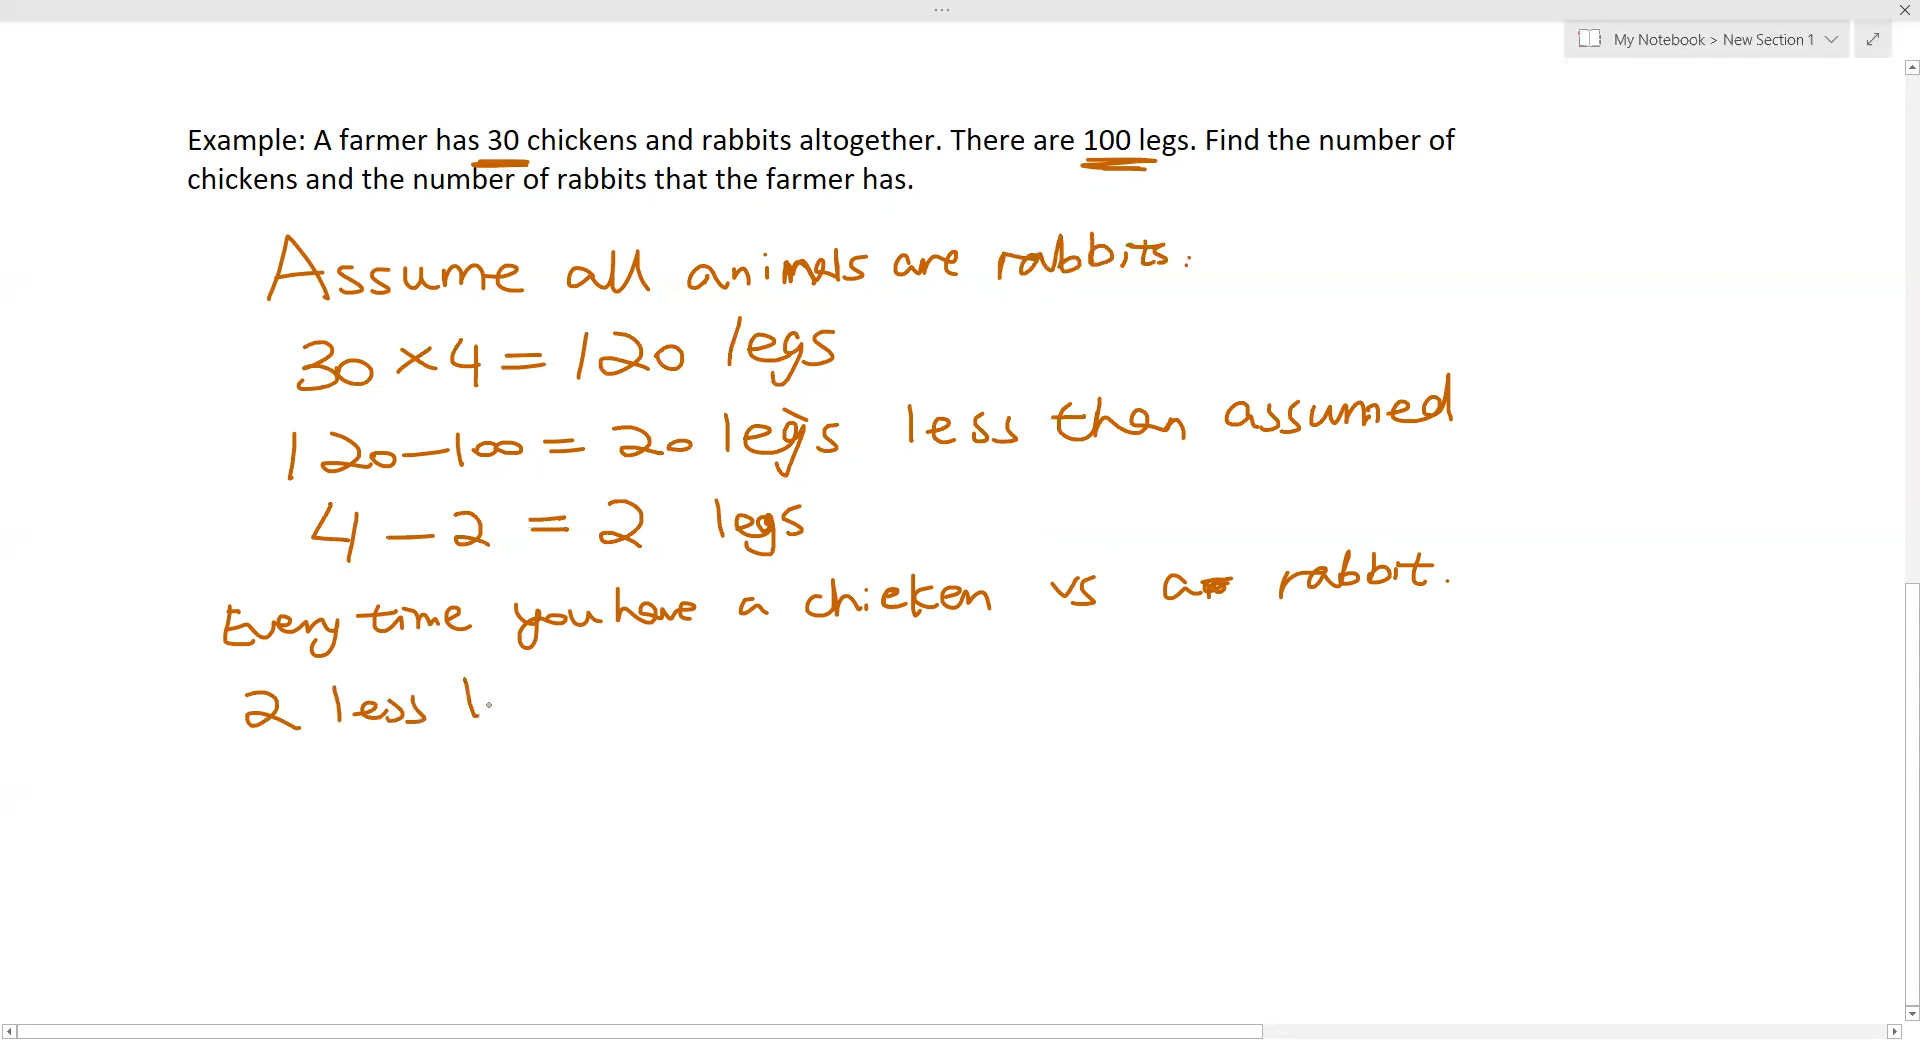 My Notebook > New Section 1
Example: A farmer has 30 chickens and rabbits altogether. There are 100 legs. Find the number of
chickens and the number of rabbits that the farmer has.
Assume all animals are rabbits.
30 × 4 = 120 legs
120 - 100 = 20 legs less than assumed
4 - 2 = 2 legs
Every time you have a chicken vs a rabbit.
2 less l